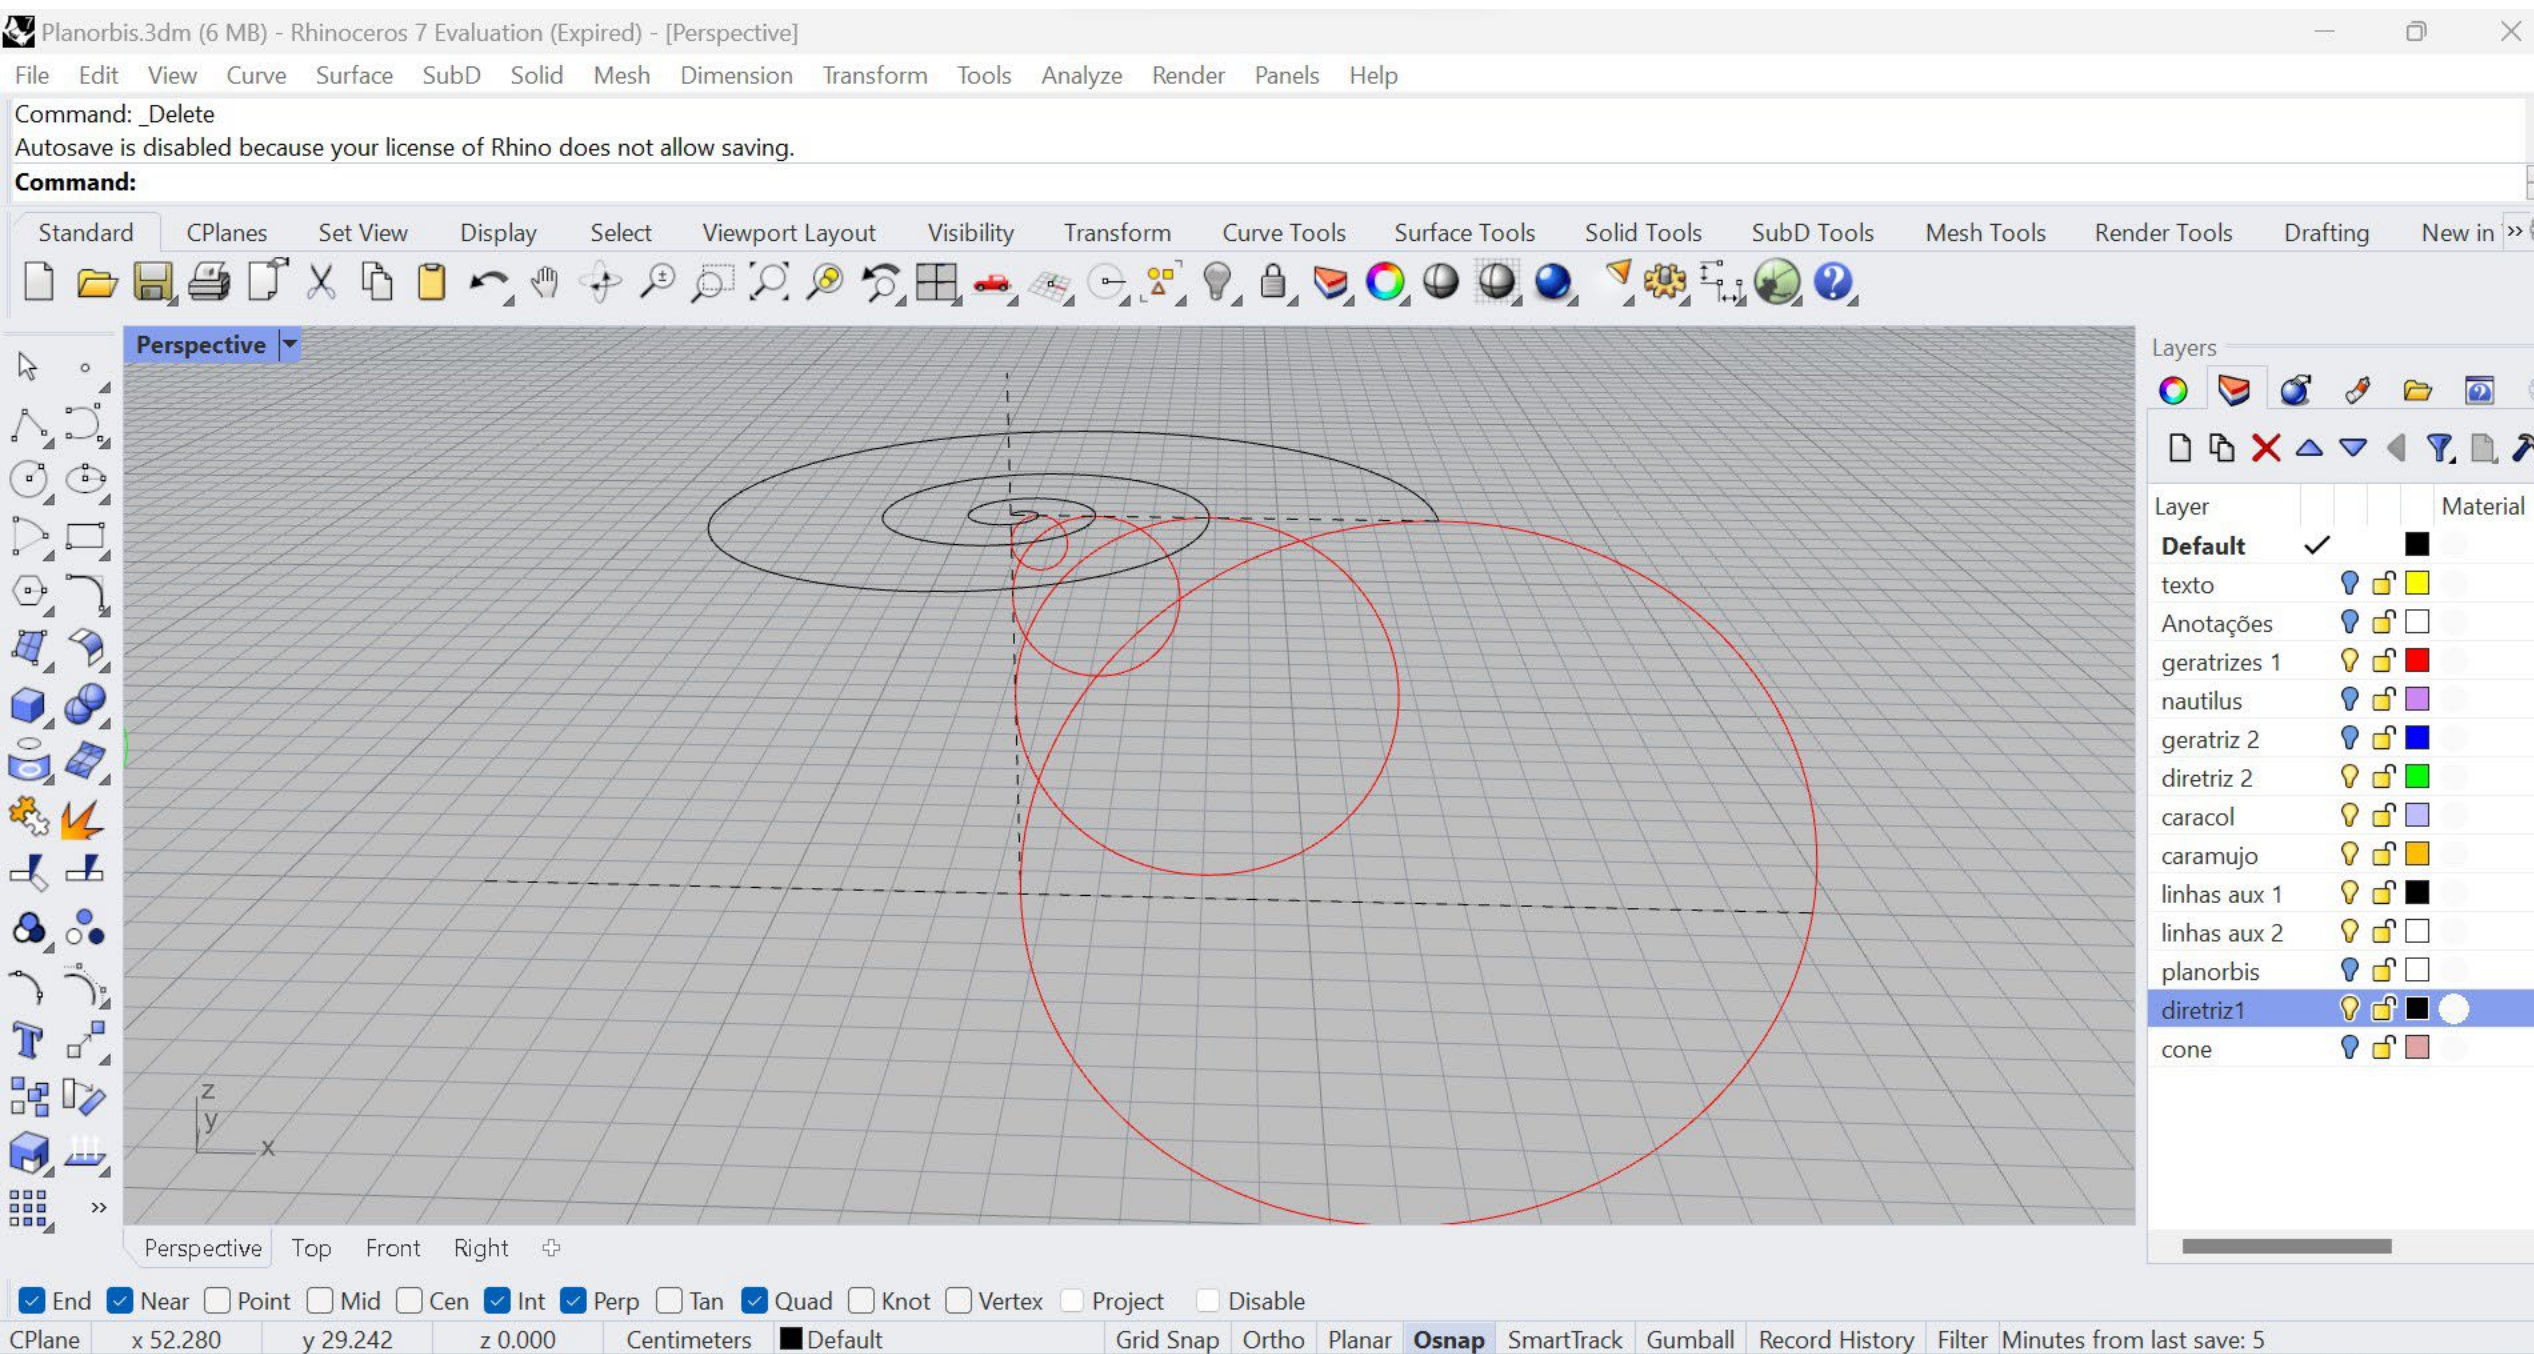 Planorbis.3dm (6 MB) - Rhinoceros 7 Evaluation (Expired) - [Perspective]
File Edit View Curve Surface SubD Solid Mesh Dimension Transform Tools Analyze Render Panels Help
Command: _Delete
Autosave is disabled because your license of Rhino does not allow saving.
Command:
Standard CPlanes Set View Display Select Viewport Layout Visibility Transform Curve Tools Surface Tools Solid Tools SubD Tools Mesh Tools Render Tools Drafting New in
Perspective
Layers
Layer Material
Default
texto
Anotações
geratrizes 1
nautilus
geratriz 2
diretriz 2
caracol
caramujo
linhas aux 1
linhas aux 2
planorbis
diretriz1
cone
z
y
x
Perspective Top Front Right
End Near Point Mid Cen Int Perp Tan Quad Knot Vertex Project Disable
CPlane x 52.280 y 29.242 z 0.000 Centimeters Default Grid Snap Ortho Planar Osnap SmartTrack Gumball Record History Filter Minutes from last save: 5